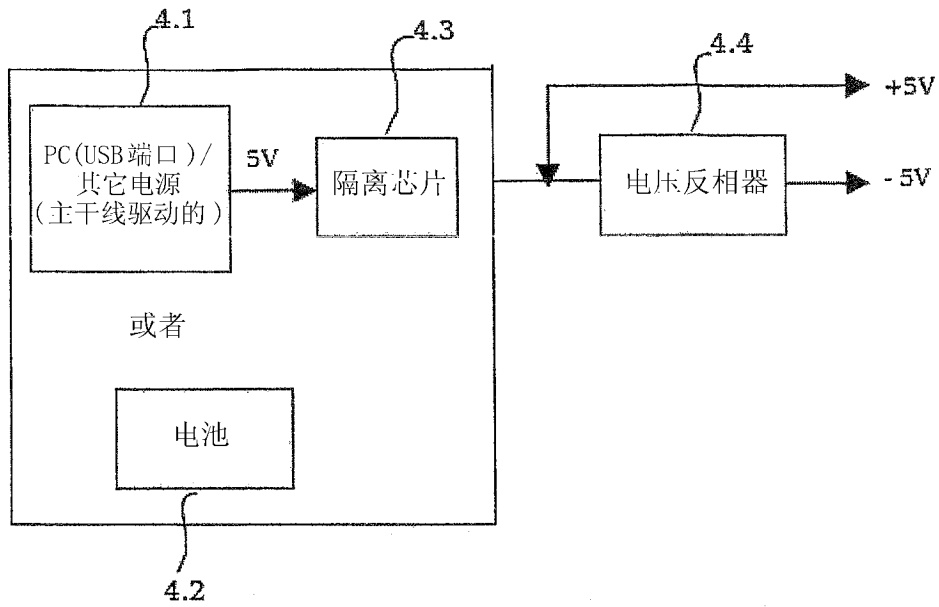 4.1
4.3
4.4
PC(USB端口)/
其它电源
(主干线驱动的)
5V
隔离芯片
电压反相器
+5V
-5V
或者
电池
4.2